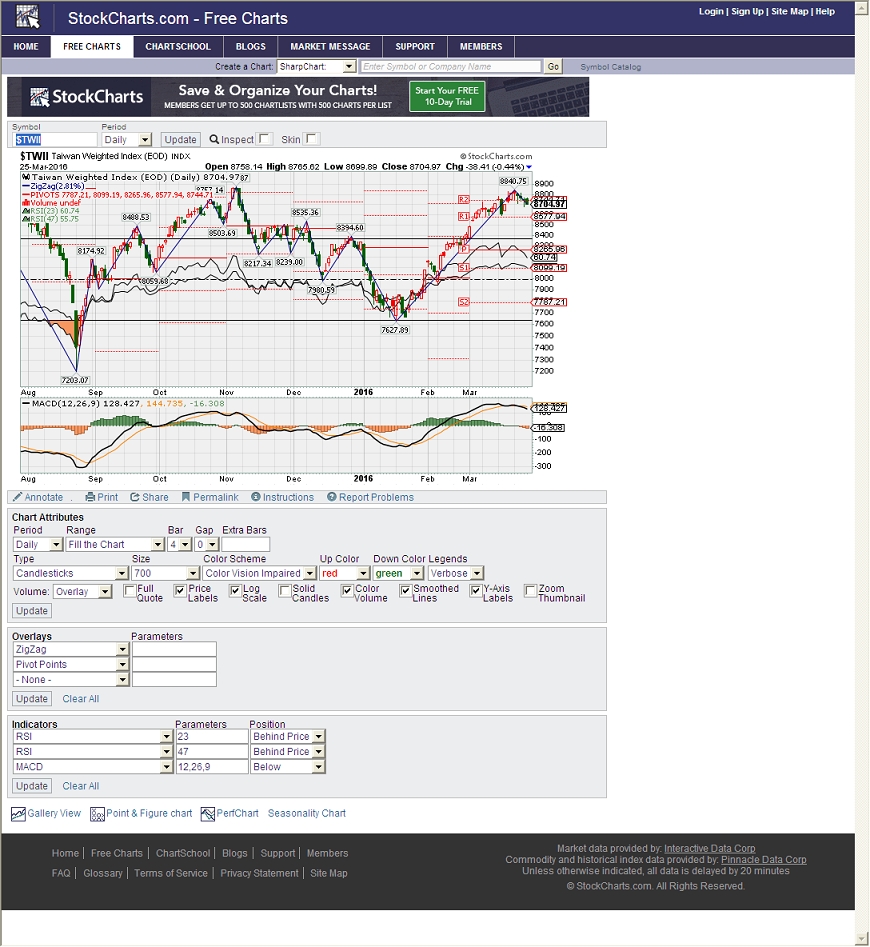 StockCharts.com - Free Charts
Login | Sign Up | Site Map | Help
HOME FREE CHARTS CHARTSCHOOL BLOGS MARKET MESSAGE SUPPORT MEMBERS
Create a Chart: SharpChart: Enter Symbol or Company Name Go Symbol Catalog
StockCharts Save & Organize Your Charts! Start Your FREE
MEMBERS GET UP TO 500 CHARTLISTS WITH 500 CHARTS PER LIST 10-Day Trial
Symbol Period
$TWII Daily Update Inspect Skin
$TWII Taiwan Weighted Index (EOD) INDX © StockCharts.com
25-Mar-2016 Open 8758.14 High 8765.62 Low 8699.89 Close 8704.97 Chg -38.41 (-0.44%)
Taiwan Weighted Index (EOD) (Daily) 8704.97
ZigZag(2.81%)
PIVOTS 7787.21, 8099.19, 8265.96, 8577.94, 8744.71
Volume undef
RSI(23) 60.74
RSI(47) 55.75
8840.75
8535.36
8488.53
8503.69
8394.60
8174.92
8217.34
8239.00
8059.68
7980.59
7627.89
7203.07
R2
R1
P
S1
S2
8900
8800
8704.97
8577.94
8500
8400
8300
8265.96
60.74
8099.19
8000
7900
7787.21
7700
7600
7500
7400
7300
7200
Aug Sep Oct Nov Dec 2016 Feb Mar
MACD(12,26,9) 128.427, 144.735, -16.308
128.427
-16.308
-100
-200
-300
Aug Sep Oct Nov Dec 2016 Feb Mar
Annotate . Print Share Permalink Instructions Report Problems
Chart Attributes
Period Range Bar Gap Extra Bars
Daily Fill the Chart 4 0
Type Size Color Scheme Up Color Down Color Legends
Candlesticks 700 Color Vision Impaired red green Verbose
Volume: Overlay Full Quote Price Labels Log Scale Solid Candles Color Volume Smoothed Lines Y-Axis Labels Zoom Thumbnail
Update
Overlays Parameters
ZigZag
Pivot Points
- None -
Update Clear All
Indicators Parameters Position
RSI 23 Behind Price
RSI 47 Behind Price
MACD 12,26,9 Below
Update Clear All
Gallery View Point & Figure chart PerfChart Seasonality Chart
Home | Free Charts | ChartSchool | Blogs | Support | Members
FAQ | Glossary | Terms of Service | Privacy Statement | Site Map
Market data provided by: Interactive Data Corp
Commodity and historical index data provided by: Pinnacle Data Corp
Unless otherwise indicated, all data is delayed by 20 minutes
© StockCharts.com. All Rights Reserved.